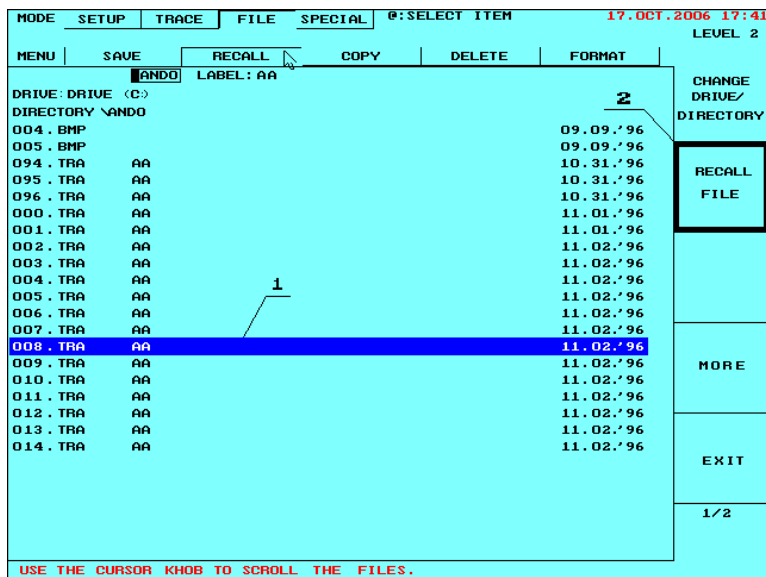 MODE SETUP TRACE FILE SPECIAL @:SELECT ITEM 17.OCT.2006 17:41
LEVEL 2
MENU SAVE RECALL COPY DELETE FORMAT
ANDO LABEL:AA
DRIVE:DRIVE (C:)
DIRECTORY \ANDO
004.BMP 09.09.'96
005.BMP 09.09.'96
094.TRA AA 10.31.'96
095.TRA AA 10.31.'96
096.TRA AA 10.31.'96
000.TRA AA 11.01.'96
001.TRA AA 11.01.'96
002.TRA AA 11.02.'96
003.TRA AA 11.02.'96
004.TRA AA 11.02.'96
005.TRA AA 11.02.'96
006.TRA AA 11.02.'96
007.TRA AA 11.02.'96
008.TRA AA 11.02.'96
009.TRA AA 11.02.'96
010.TRA AA 11.02.'96
011.TRA AA 11.02.'96
012.TRA AA 11.02.'96
013.TRA AA 11.02.'96
014.TRA AA 11.02.'96
1
2
CHANGE
DRIVE/
DIRECTORY
RECALL
FILE
MORE
EXIT
1/2
USE THE CURSOR KHOB TO SCROLL THE FILES.